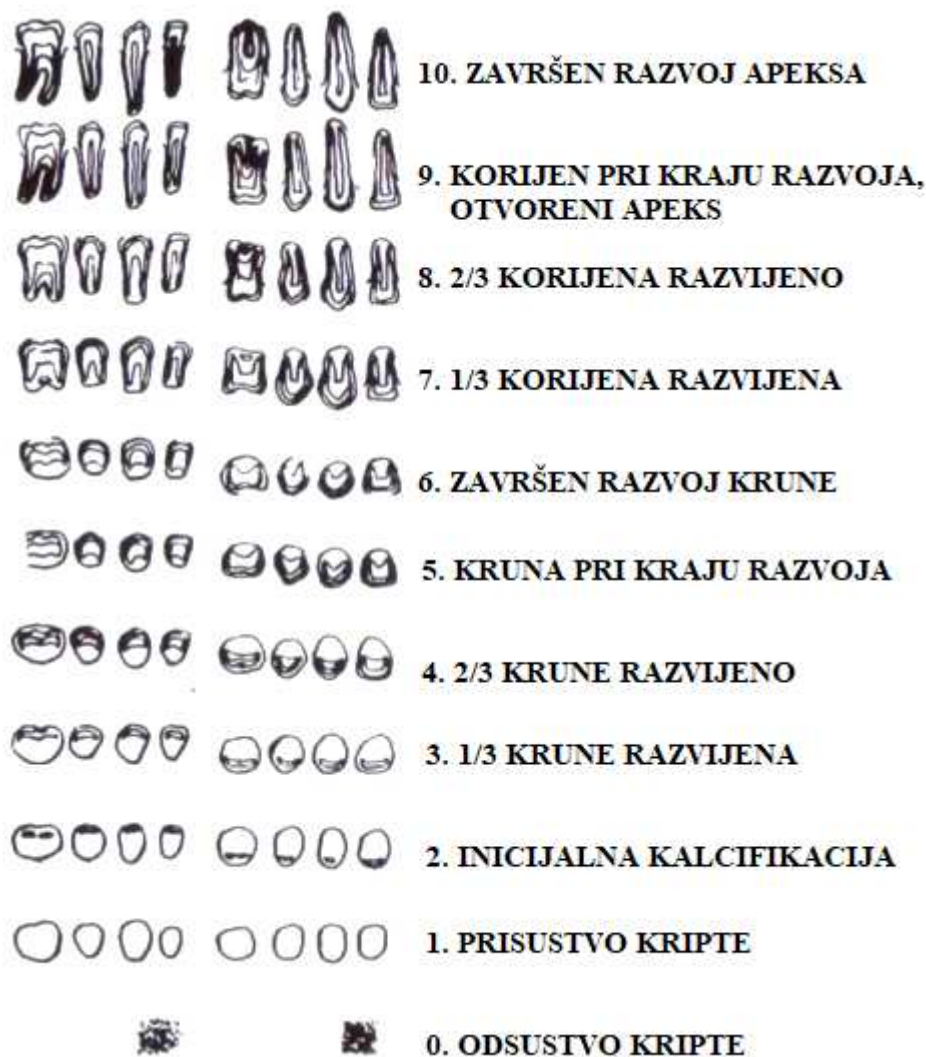 10. ZAVRŠEN RAZVOJ APEKSA
9. KORIJEN PRI KRAJU RAZVOJA,
OTVORENI APEKS
8. 2/3 KORIJENA RAZVIJENO
7. 1/3 KORIJENA RAZVIJENA
6. ZAVRŠEN RAZVOJ KRUNE
5. KRUNA PRI KRAJU RAZVOJA
4. 2/3 KRUNE RAZVIJENO
3. 1/3 KRUNE RAZVIJENA
2. INICIJALNA KALCIFIKACIJA
1. PRISUSTVO KRIPTE
0. ODSUSTVO KRIPTE